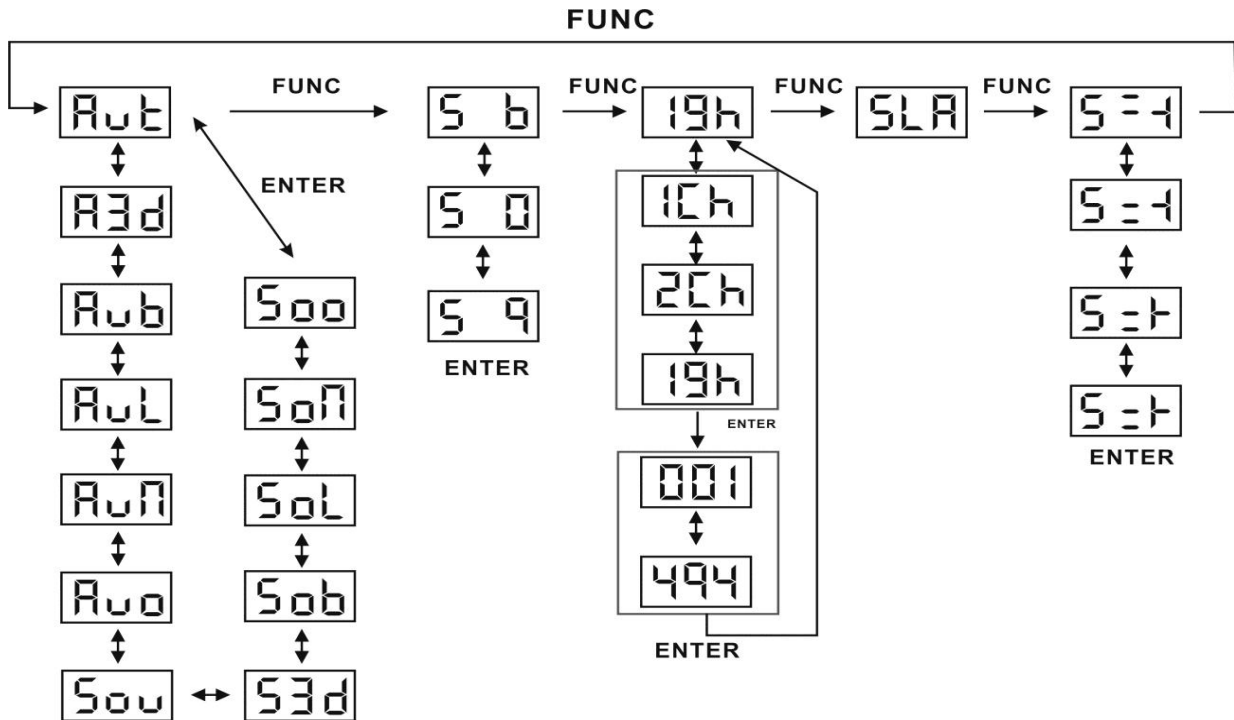 FUNC
Aut
A3d
Aub
AuL
AuM
Auo
Sou
FUNC
ENTER
Soo
SoM
SoL
Sob
S3d
S b
S 0
S 9
ENTER
FUNC
19h
1Ch
2Ch
19h
ENTER
001
494
ENTER
FUNC
SLA
FUNC
S=┤
S=┤
S=├
S=├
ENTER